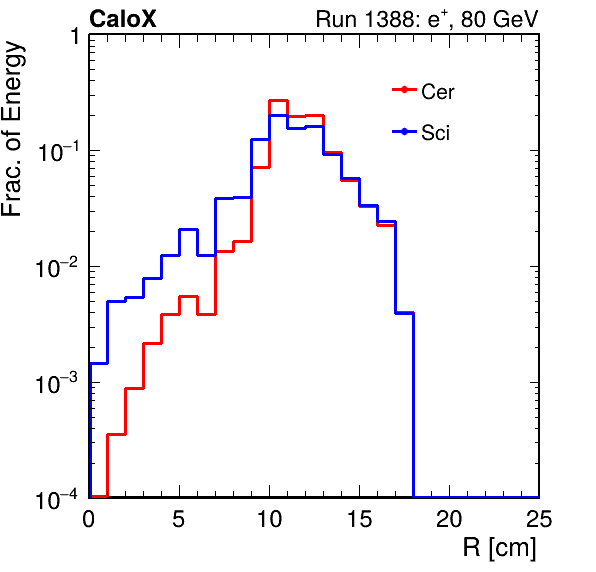 CaloX Run 1388: e⁺, 80 GeV
Frac. of Energy
1
10⁻¹
10⁻²
10⁻³
10⁻⁴
Cer
Sci
0 5 10 15 20 25
R [cm]